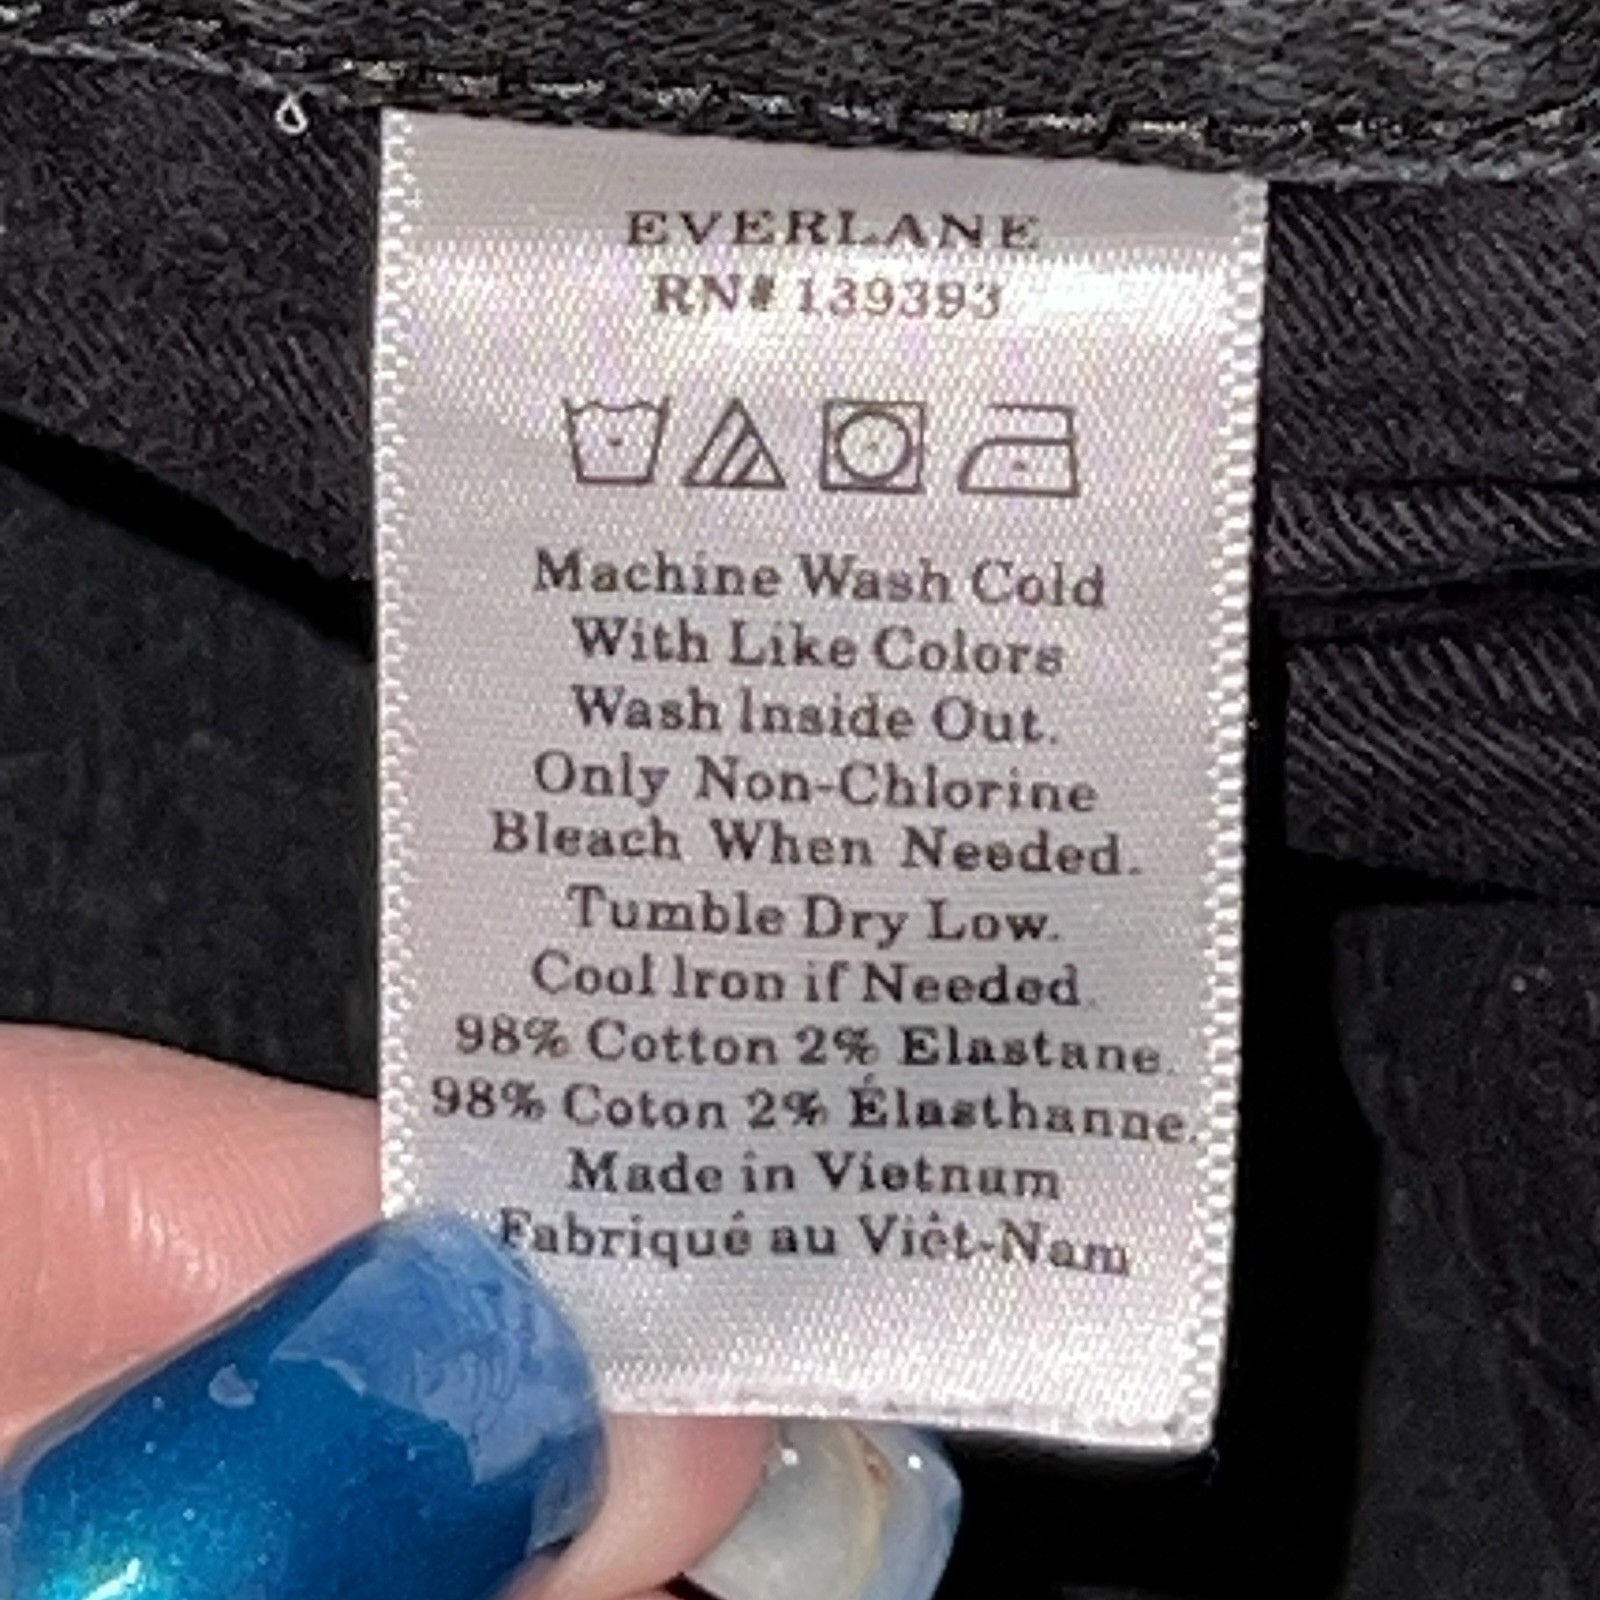 EVERLANE
RN# 139393
Machine Wash Cold
With Like Colors
Wash Inside Out.
Only Non-Chlorine
Bleach When Needed.
Tumble Dry Low.
Cool Iron if Needed.
98% Cotton 2% Elastane.
98% Coton 2% Élasthanne.
Made in Vietnam
Fabriqué au Viêt-Nam